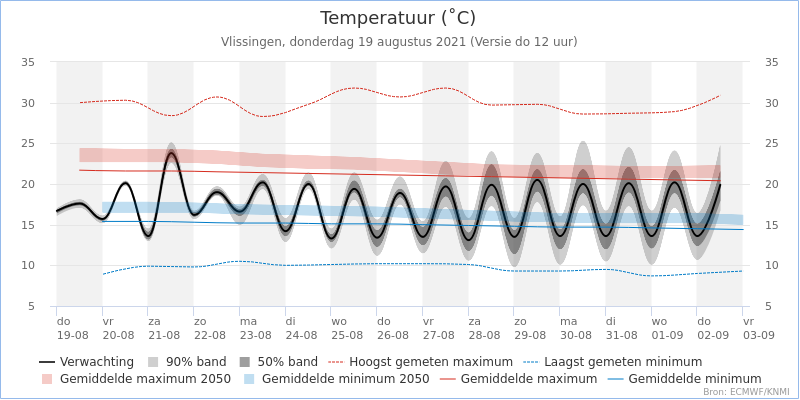 Temperatuur (˚C)
Vlissingen, donderdag 19 augustus 2021 (Versie do 12 uur)
35 35
30 30
25 25
20 20
15 15
10 10
5 5
do vr za zo ma di wo do vr za zo ma di wo do vr
19-08 20-08 21-08 22-08 23-08 24-08 25-08 26-08 27-08 28-08 29-08 30-08 31-08 01-09 02-09 03-09
Verwachting 90% band 50% band Hoogst gemeten maximum Laagst gemeten minimum
Gemiddelde maximum 2050 Gemiddelde minimum 2050 Gemiddelde maximum Gemiddelde minimum
Bron: ECMWF/KNMI